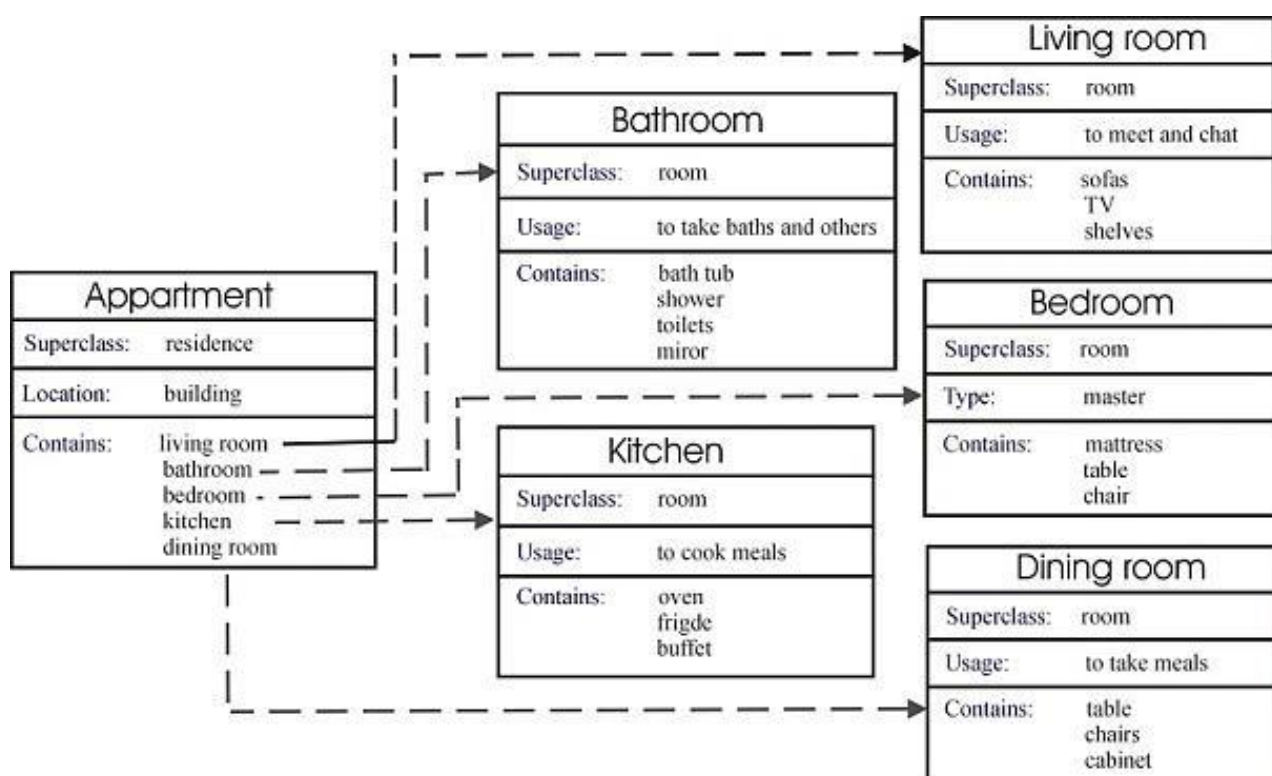 Appartment
Superclass: residence
Location: building
Contains: living room
bathroom
bedroom
kitchen
dining room
Bathroom
Superclass: room
Usage: to take baths and others
Contains: bath tub
shower
toilets
miror
Kitchen
Superclass: room
Usage: to cook meals
Contains: oven
frigde
buffet
Living room
Superclass: room
Usage: to meet and chat
Contains: sofas
TV
shelves
Bedroom
Superclass: room
Type: master
Contains: mattress
table
chair
Dining room
Superclass: room
Usage: to take meals
Contains: table
chairs
cabinet